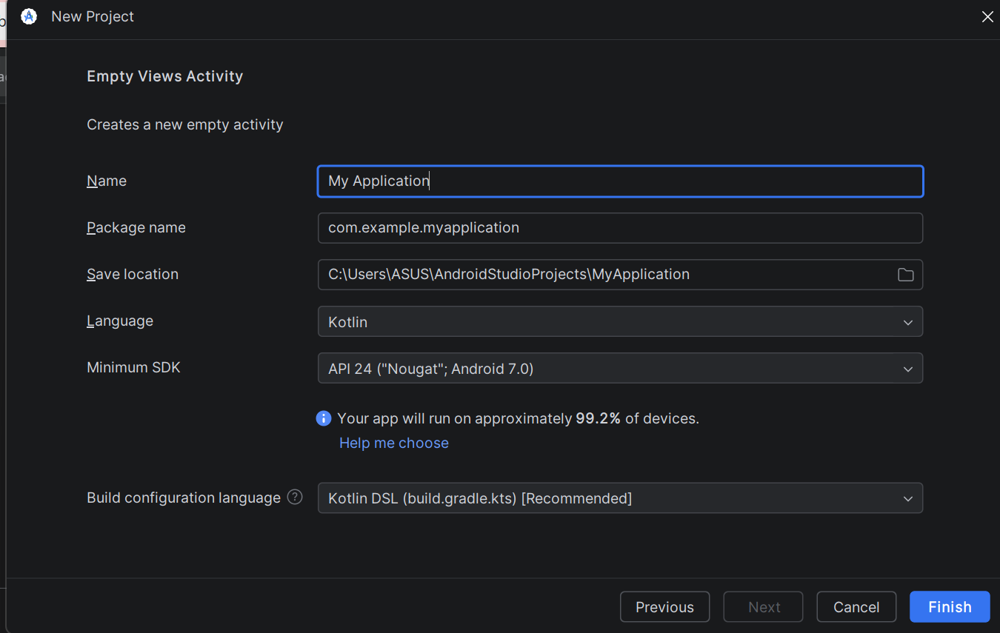 New Project
Empty Views Activity
Creates a new empty activity
Name My Application
Package name com.example.myapplication
Save location C:\Users\ASUS\AndroidStudioProjects\MyApplication
Language Kotlin
Minimum SDK API 24 ("Nougat"; Android 7.0)
Your app will run on approximately 99.2% of devices.
Help me choose
Build configuration language ? Kotlin DSL (build.gradle.kts) [Recommended]
Previous Next Cancel Finish